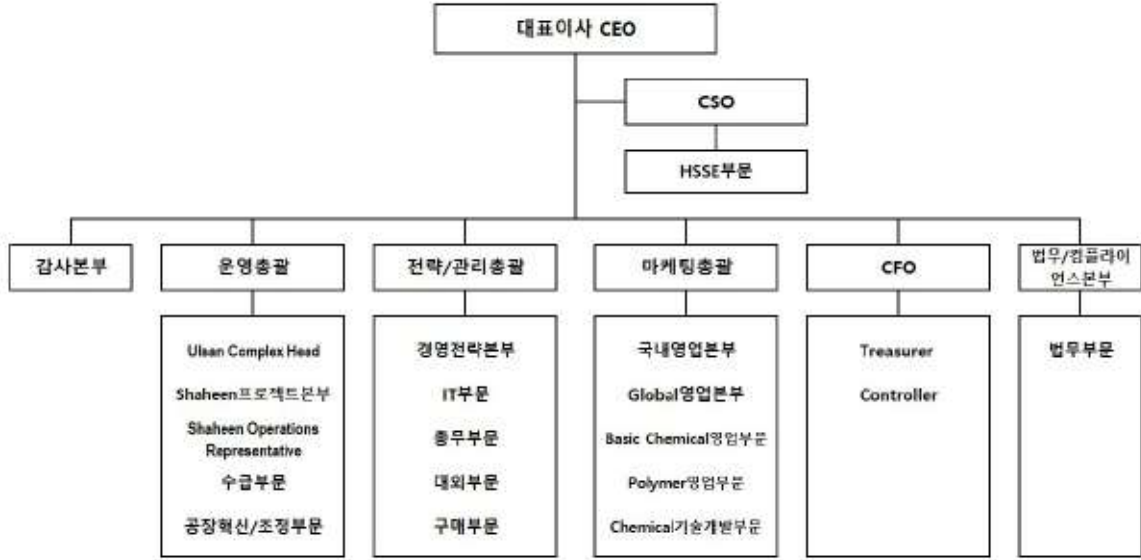 대표이사 CEO
CSO
HSSE부문
감사본부
운영총괄
전략/관리총괄
마케팅총괄
CFO
법무/컴플라이
언스본부
Ulsan Complex Head
Shaheen프로젝트본부
Shaheen Operations
Representative
수급부문
공장혁신/조정부문
경영전략본부
IT부문
총무부문
대외부문
구매부문
국내영업본부
Global영업본부
Basic Chemical영업부문
Polymer영업부문
Chemical기술개발부문
Treasurer
Controller
법무부문